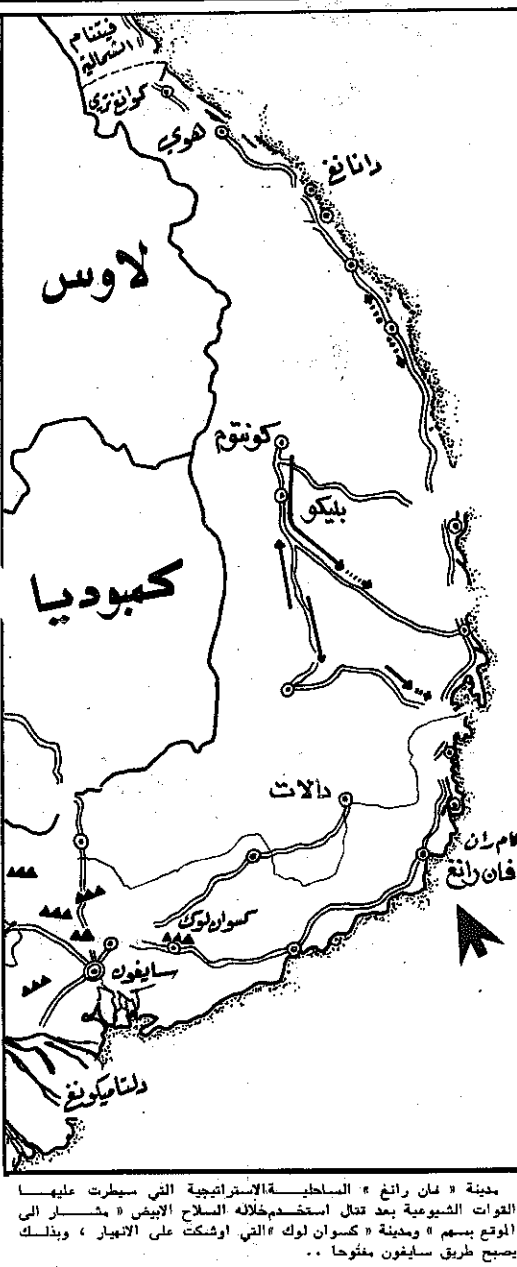 فيتنام
الشمالية
كوانغ تري
هوي
دانانغ
لاوس
كونتوم
بليكو
كمبوديا
دالات
كام ران
فان رانغ
كسوان لوك
سايغون
دلتا ميكونغ
مدينة « فان رانغ » الساحلية الاستراتيجية التي سيطرت عليها
القوات الشيوعية بعد قتال استخدم خلاله السلاح الابيض « مشار الى
الموقع بسهم » ومدينة « كسوان لوك » التي اوشكت على الانهيار ، وبذلك
يصبح طريق سايفون مفتوحا ..